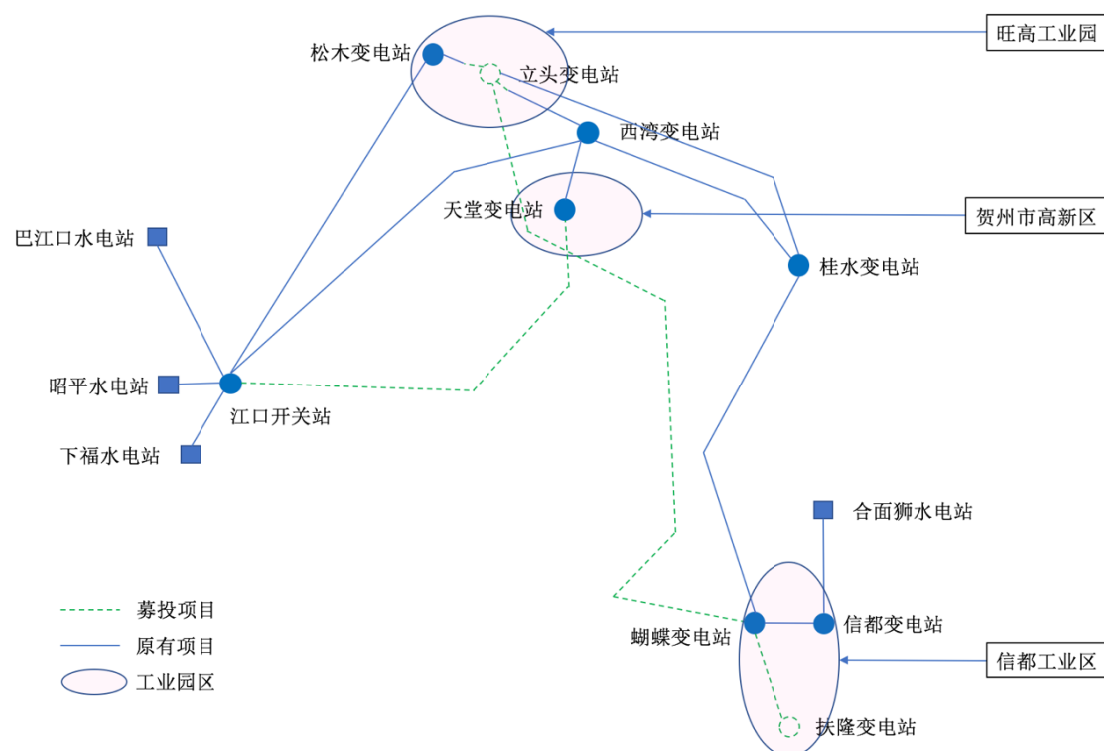 旺高工业园
松木变电站
立头变电站
西湾变电站
天堂变电站
贺州市高新区
巴江口水电站
桂水变电站
昭平水电站
江口开关站
下福水电站
合面狮水电站
募投项目
原有项目
工业园区
蝴蝶变电站
信都变电站
信都工业区
扶隆变电站